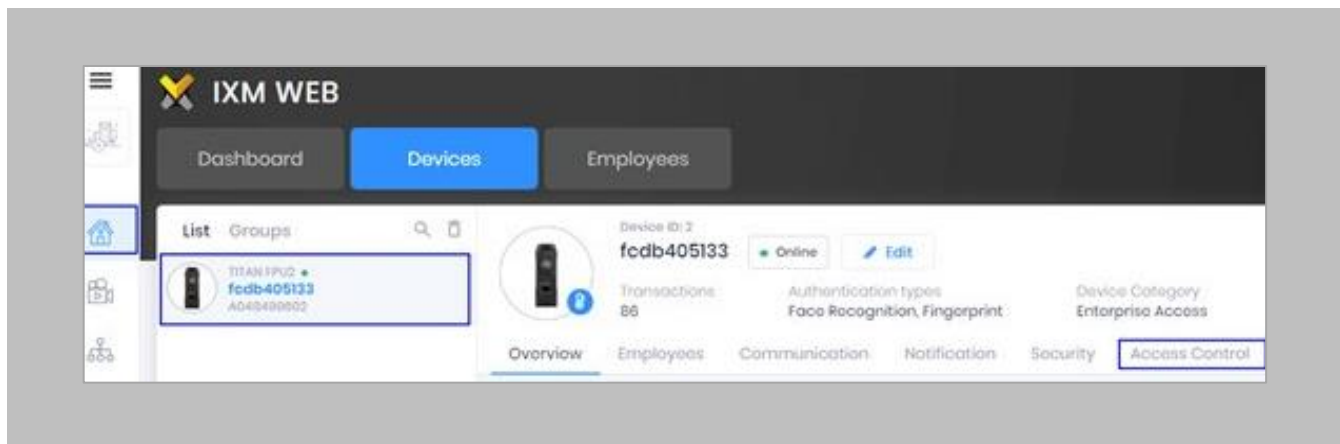 IXM WEB
Dashboard Devices Employees
List Groups
TITAN FPU2
fcdb405133
Device ID: 2
fcdb405133 Online Edit
Transactions Authentication types Device Category
86 Face Recognition, Fingerprint Enterprise Access
Overview Employees Communication Notification Security Access Control